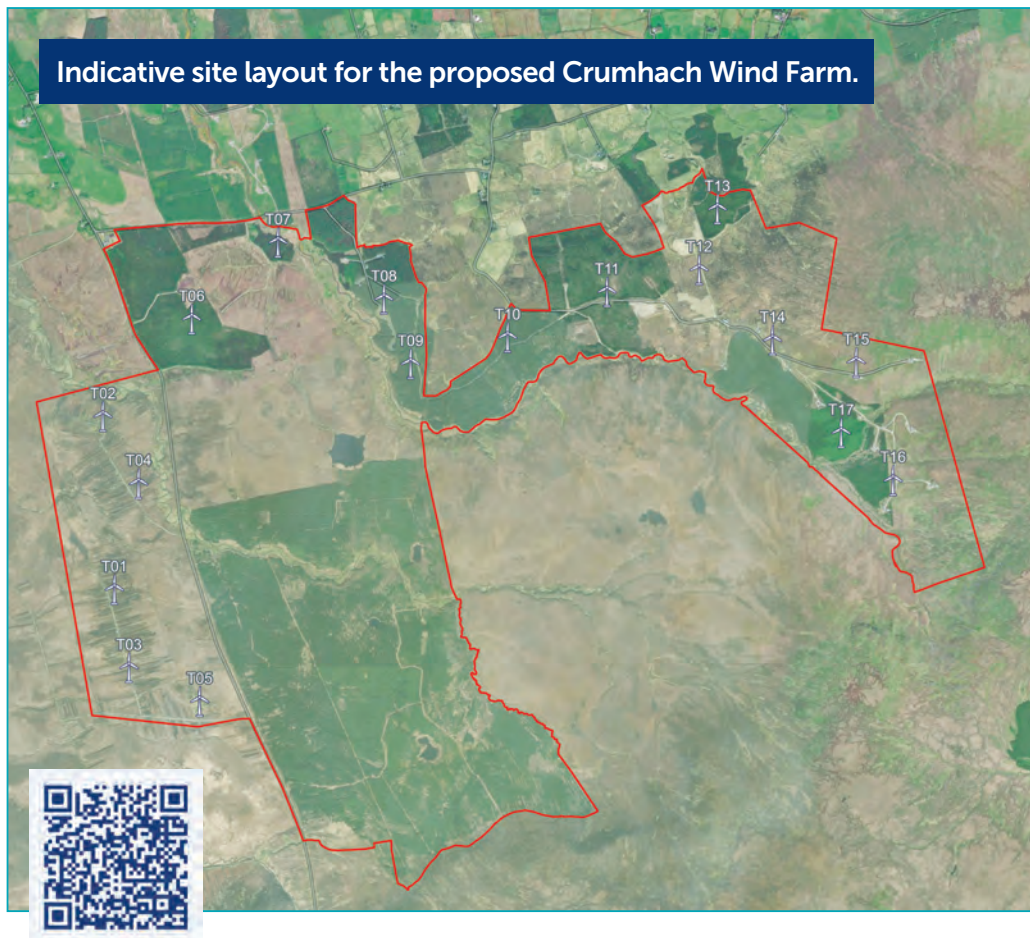 Indicative site layout for the proposed Crumhach Wind Farm.
T13
T07
T12
T08
T11
T06
T10
T14
T15
T09
T02
T17
T04
T16
T01
T03
T05